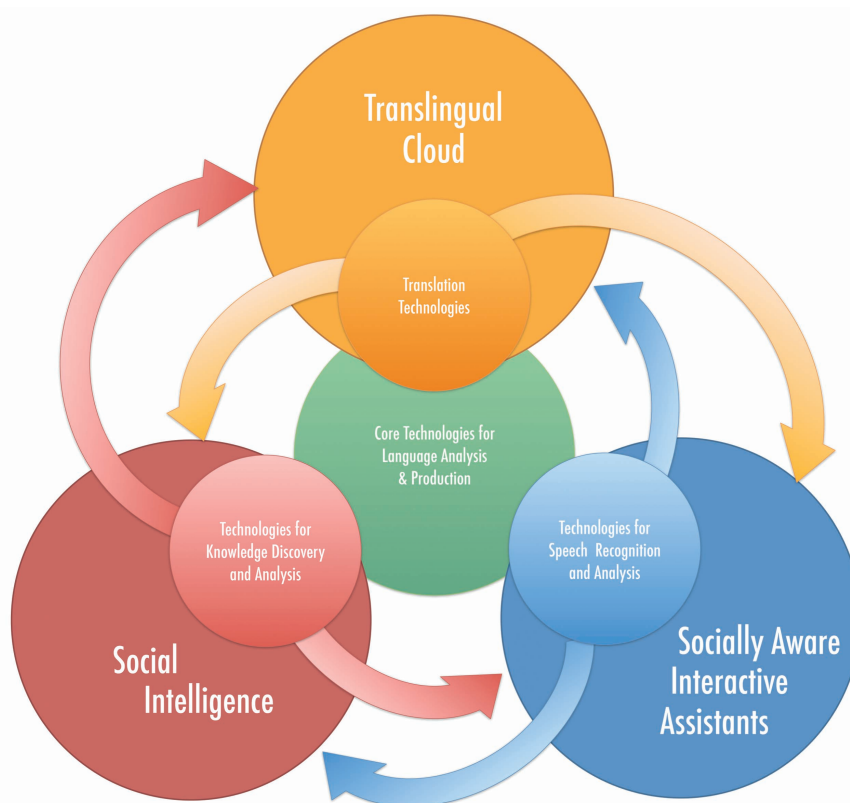 Translingual
Cloud
Translation
Technologies
Core Technologies for
Language Analysis
& Production
Technologies for
Knowledge Discovery
and Analysis
Technologies for
Speech Recognition
and Analysis
Social
Intelligence
Socially Aware
Interactive
Assistants